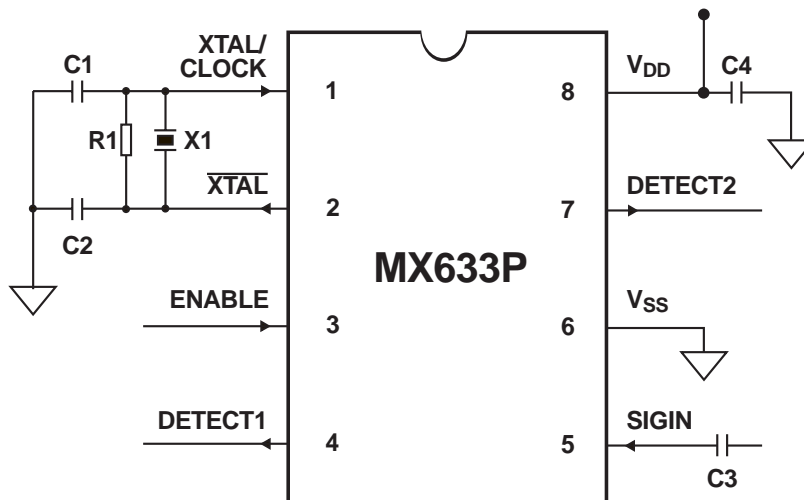 XTAL/
CLOCK
C1
1
8
VDD
C4
R1
X1
XTAL
2
7
DETECT2
C2
MX633P
ENABLE
3
6
VSS
DETECT1
4
5
SIGIN
C3